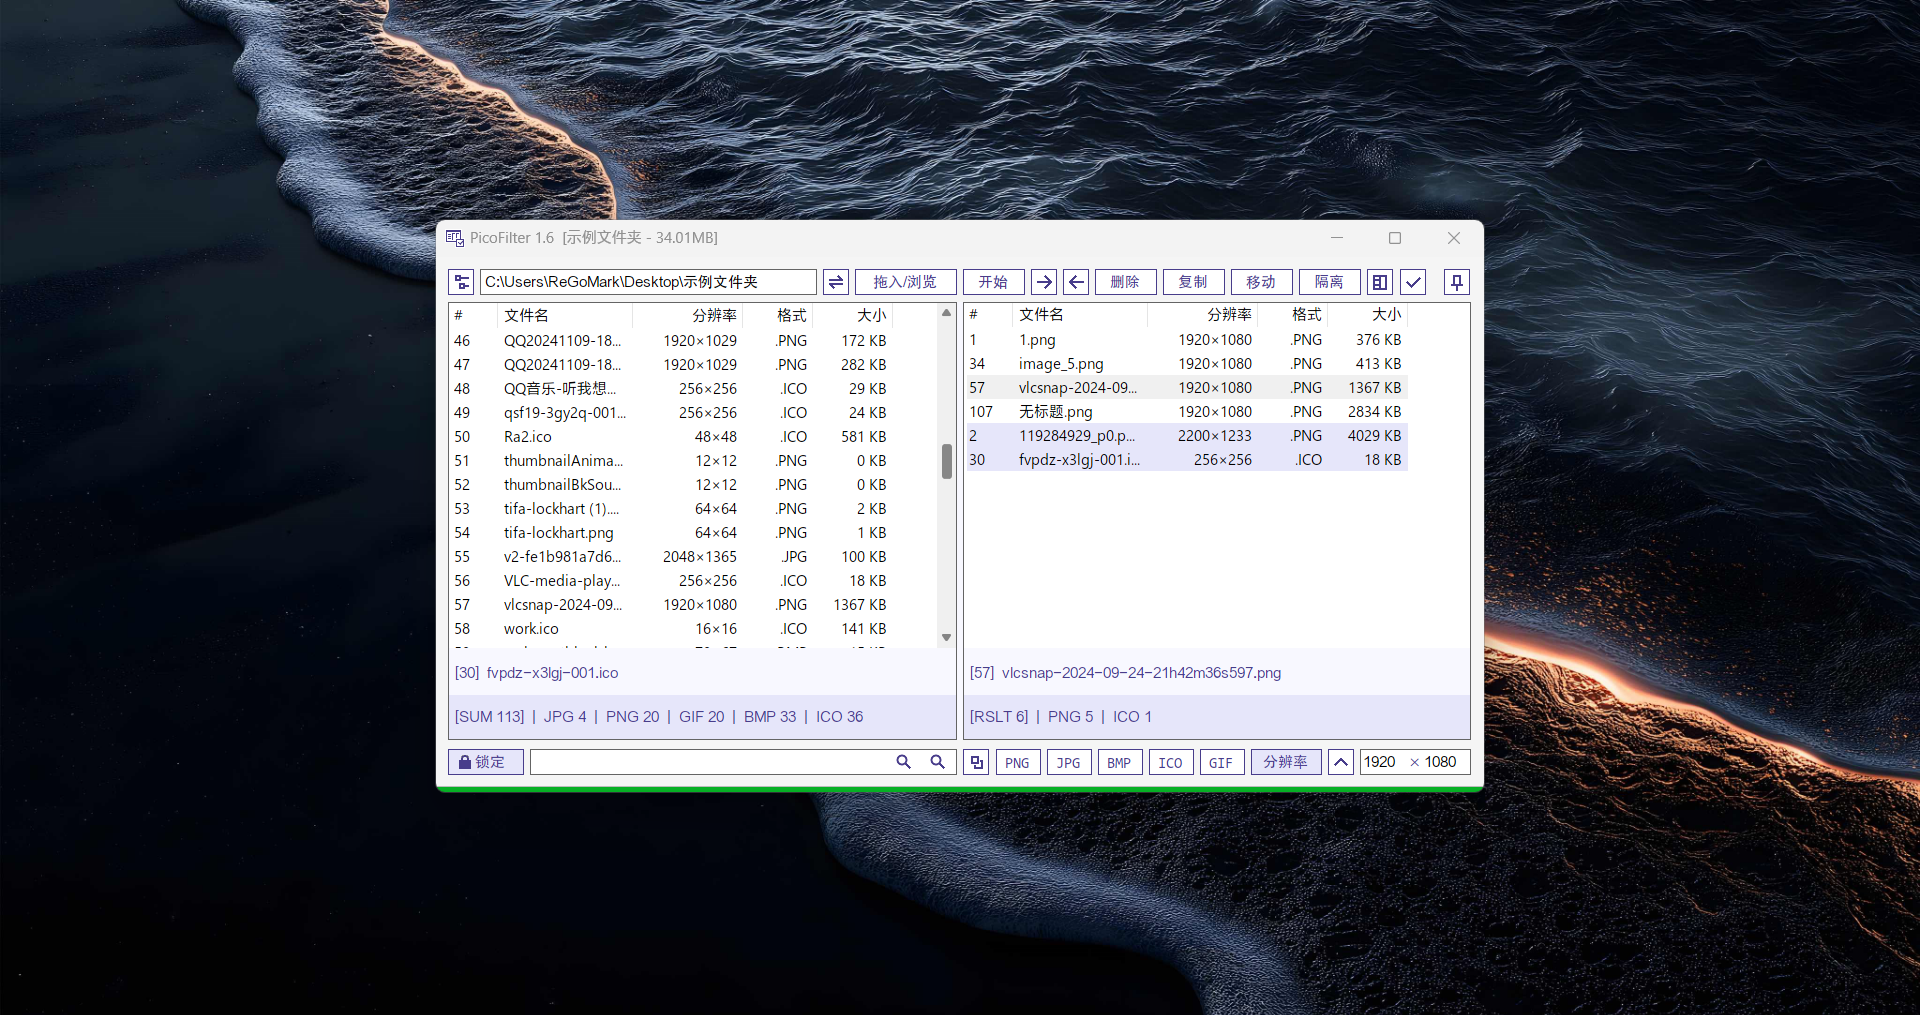 PicoFilter 1.6 [示例文件夹 - 34.01MB]
C:\Users\ReGoMark\Desktop\示例文件夹 拖入/浏览 开始 删除 复制 移动 隔离
# 文件名 分辨率 格式 大小
46 QQ20241109-18... 1920×1029 .PNG 172 KB
47 QQ20241109-18... 1920×1029 .PNG 282 KB
48 QQ音乐-听我想... 256×256 .ICO 29 KB
49 qsf19-3gy2q-001... 256×256 .ICO 24 KB
50 Ra2.ico 48×48 .ICO 581 KB
51 thumbnailAnima... 12×12 .PNG 0 KB
52 thumbnailBkSou... 12×12 .PNG 0 KB
53 tifa-lockhart (1).... 64×64 .PNG 2 KB
54 tifa-lockhart.png 64×64 .PNG 1 KB
55 v2-fe1b981a7d6... 2048×1365 .JPG 100 KB
56 VLC-media-play... 256×256 .ICO 18 KB
57 vlcsnap-2024-09... 1920×1080 .PNG 1367 KB
58 work.ico 16×16 .ICO 141 KB
[30] fvpdz-x3lgj-001.ico
[SUM 113] | JPG 4 | PNG 20 | GIF 20 | BMP 33 | ICO 36
锁定
# 文件名 分辨率 格式 大小
1 1.png 1920×1080 .PNG 376 KB
34 image_5.png 1920×1080 .PNG 413 KB
57 vlcsnap-2024-09... 1920×1080 .PNG 1367 KB
107 无标题.png 1920×1080 .PNG 2834 KB
2 119284929_p0.p... 2200×1233 .PNG 4029 KB
30 fvpdz-x3lgj-001.i... 256×256 .ICO 18 KB
[57] vlcsnap-2024-09-24-21h42m36s597.png
[RSLT 6] | PNG 5 | ICO 1
PNG JPG BMP ICO GIF 分辨率 1920 × 1080